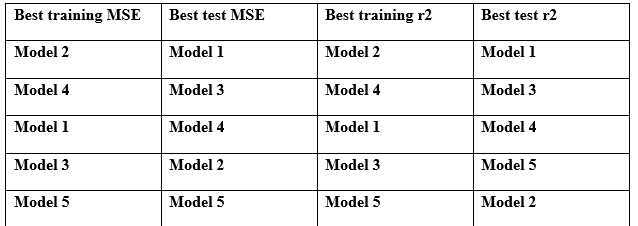 Best training MSE Best test MSE Best training r2 Best test r2
Model 2 Model 1 Model 2 Model 1
Model 4 Model 3 Model 4 Model 3
Model 1 Model 4 Model 1 Model 4
Model 3 Model 2 Model 3 Model 5
Model 5 Model 5 Model 5 Model 2